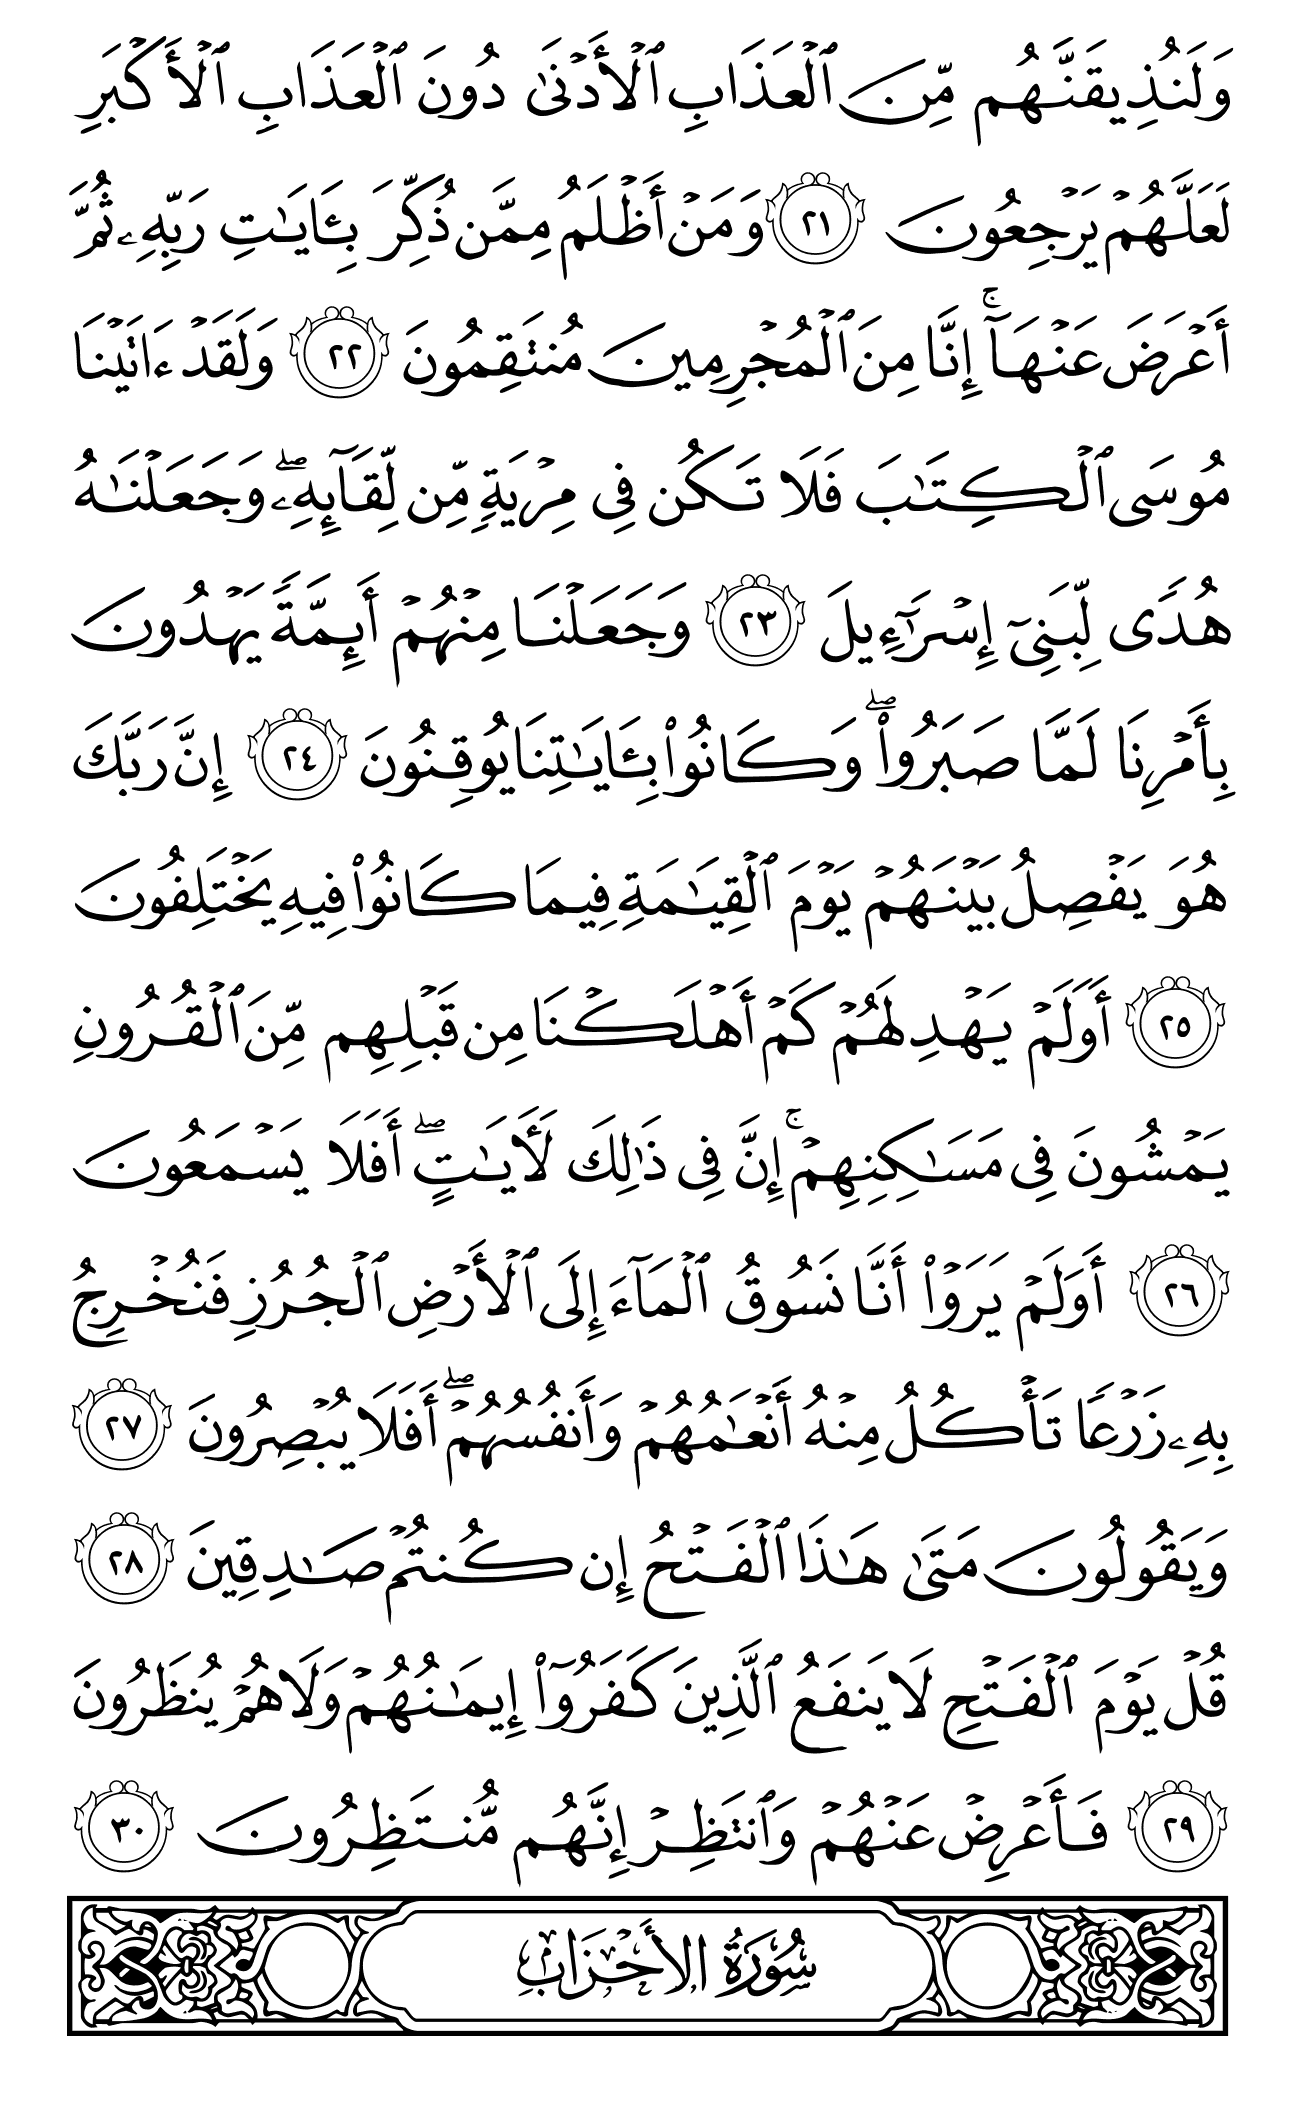 وَلَنُذِيقَنَّهُم مِّنَ ٱلْعَذَابِ ٱلْأَدْنَىٰ دُونَ ٱلْعَذَابِ ٱلْأَكْبَرِ
لَعَلَّهُمْ يَرْجِعُونَ ٢١ وَمَنْ أَظْلَمُ مِمَّن ذُكِّرَ بِـَٔايَـٰتِ رَبِّهِۦ ثُمَّ
أَعْرَضَ عَنْهَآ ۚ إِنَّا مِنَ ٱلْمُجْرِمِينَ مُنتَقِمُونَ ٢٢ وَلَقَدْ ءَاتَيْنَا
مُوسَى ٱلْكِتَـٰبَ فَلَا تَكُن فِى مِرْيَةٍ مِّن لِّقَآئِهِۦ ۖ وَجَعَلْنَـٰهُ
هُدًى لِّبَنِىٓ إِسْرَٰٓءِيلَ ٢٣ وَجَعَلْنَا مِنْهُمْ أَئِمَّةً يَهْدُونَ
بِأَمْرِنَا لَمَّا صَبَرُوا۟ ۖ وَكَانُوا۟ بِـَٔايَـٰتِنَا يُوقِنُونَ ٢٤ إِنَّ رَبَّكَ
هُوَ يَفْصِلُ بَيْنَهُمْ يَوْمَ ٱلْقِيَـٰمَةِ فِيمَا كَانُوا۟ فِيهِ يَخْتَلِفُونَ
٢٥ أَوَلَمْ يَهْدِ لَهُمْ كَمْ أَهْلَكْنَا مِن قَبْلِهِم مِّنَ ٱلْقُرُونِ
يَمْشُونَ فِى مَسَـٰكِنِهِمْ ۚ إِنَّ فِى ذَٰلِكَ لَـَٔايَـٰتٍ ۖ أَفَلَا يَسْمَعُونَ
٢٦ أَوَلَمْ يَرَوْا۟ أَنَّا نَسُوقُ ٱلْمَآءَ إِلَى ٱلْأَرْضِ ٱلْجُرُزِ فَنُخْرِجُ
بِهِۦ زَرْعًا تَأْكُلُ مِنْهُ أَنْعَـٰمُهُمْ وَأَنفُسُهُمْ ۖ أَفَلَا يُبْصِرُونَ ٢٧
وَيَقُولُونَ مَتَىٰ هَـٰذَا ٱلْفَتْحُ إِن كُنتُمْ صَـٰدِقِينَ ٢٨
قُلْ يَوْمَ ٱلْفَتْحِ لَا يَنفَعُ ٱلَّذِينَ كَفَرُوٓا۟ إِيمَـٰنُهُمْ وَلَا هُمْ يُنظَرُونَ
٢٩ فَأَعْرِضْ عَنْهُمْ وَٱنتَظِرْ إِنَّهُم مُّنتَظِرُونَ ٣٠
سُورَةُ الأَحْزَابِ